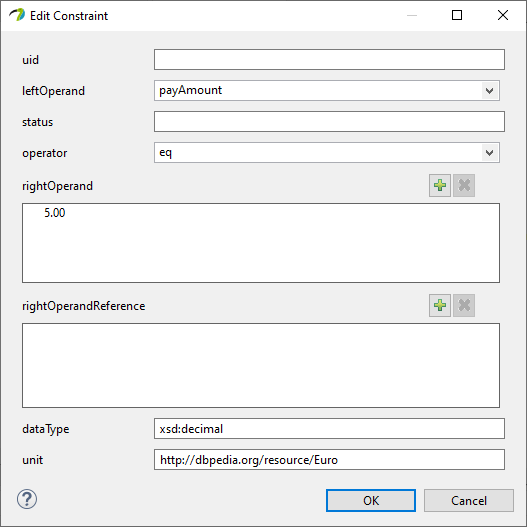 Edit Constraint
uid
leftOperand payAmount
status
operator eq
rightOperand
5.00
rightOperandReference
dataType xsd:decimal
unit http://dbpedia.org/resource/Euro
? OK Cancel